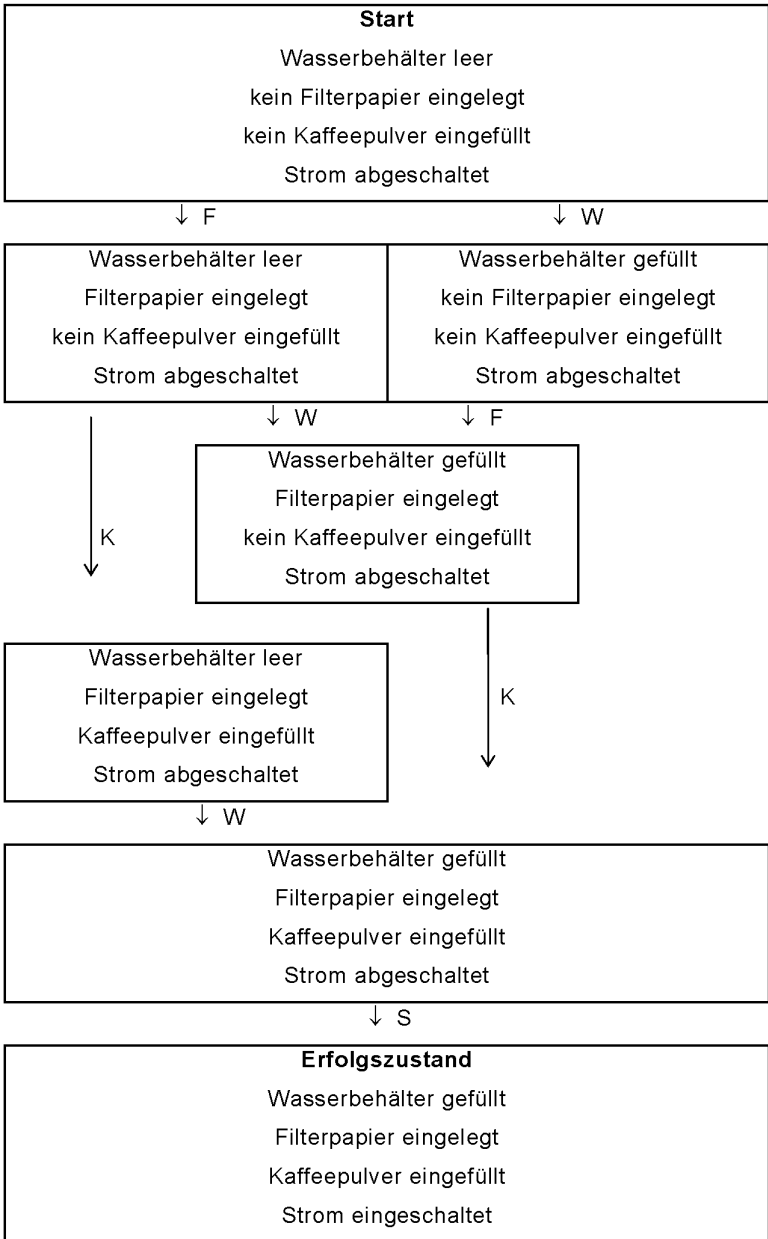 Start
Wasserbehälter leer
kein Filterpapier eingelegt
kein Kaffeepulver eingefüllt
Strom abgeschaltet
↓ F
↓ W
Wasserbehälter leer
Filterpapier eingelegt
kein Kaffeepulver eingefüllt
Strom abgeschaltet
Wasserbehälter gefüllt
kein Filterpapier eingelegt
kein Kaffeepulver eingefüllt
Strom abgeschaltet
↓ W
↓ F
Wasserbehälter gefüllt
Filterpapier eingelegt
kein Kaffeepulver eingefüllt
Strom abgeschaltet
K
Wasserbehälter leer
Filterpapier eingelegt
Kaffeepulver eingefüllt
Strom abgeschaltet
K
↓ W
Wasserbehälter gefüllt
Filterpapier eingelegt
Kaffeepulver eingefüllt
Strom abgeschaltet
↓ S
Erfolgszustand
Wasserbehälter gefüllt
Filterpapier eingelegt
Kaffeepulver eingefüllt
Strom eingeschaltet